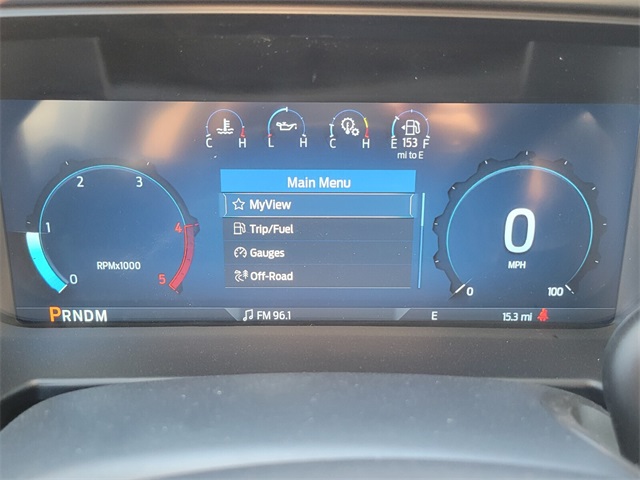 C H L H C H E 153 F
mi to E
Main Menu
MyView
Trip/Fuel
Gauges
Off-Road
0 1 2 3 4 5
RPMx1000
0
MPH
0 100
PRNDM
FM 96.1
E
15.3 mi